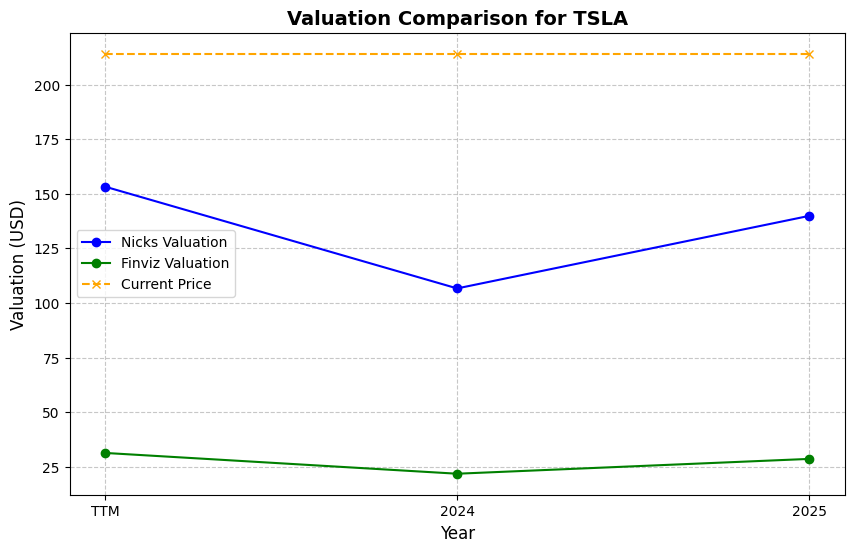 Valuation Comparison for TSLA
Valuation (USD)
200
175
150
125
100
75
50
25
Nicks Valuation
Finviz Valuation
Current Price
TTM
2024
2025
Year